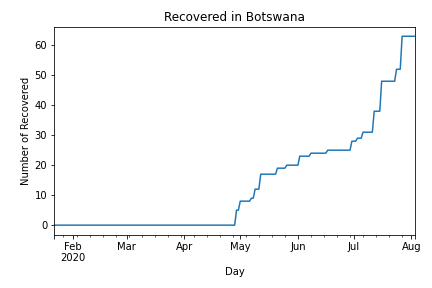 Recovered in Botswana
Number of Recovered
60
50
40
30
20
10
0
Feb Mar Apr May Jun Jul Aug
2020
Day